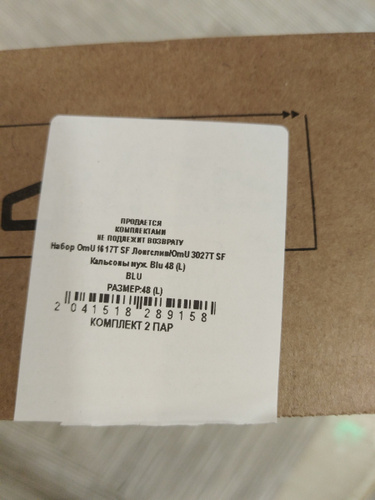 ПРОДАЕТСЯ
КОМПЛЕКТАМИ
НЕ ПОДЛЕЖИТ ВОЗВРАТУ
Набор OmU 1617T SF Лонгслив/OmU 3027T SF
Кальсоны муж. Blu 48 (L)
BLU
РАЗМЕР:48 (L)
2 041518 289158
КОМПЛЕКТ 2 ПАР